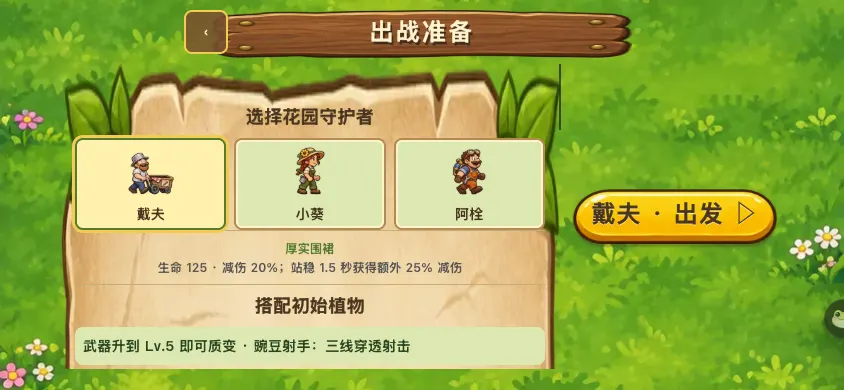 出战准备
选择花园守护者
戴夫
小葵
阿栓
戴夫 · 出发 ▷
厚实围裙
生命 125 · 减伤 20%；站稳 1.5 秒获得额外 25% 减伤
搭配初始植物
武器升到 Lv.5 即可质变 · 豌豆射手：三线穿透射击